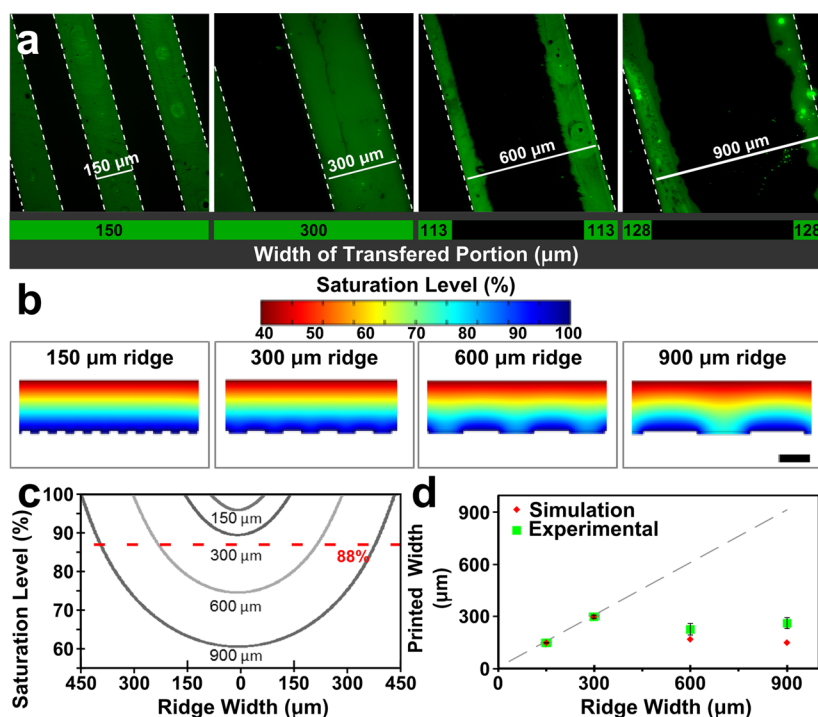 a
150 µm
300 µm
600 µm
900 µm
150
300
113
113
128
128
Width of Transfered Portion (µm)
b
Saturation Level (%)
40 50 60 70 80 90 100
150 µm ridge
300 µm ridge
600 µm ridge
900 µm ridge
c
Saturation Level (%)
100
90
80
70
60
150 µm
300 µm
88%
600 µm
900 µm
450 300 150 0 150 300 450
Ridge Width (µm)
d
Simulation
Experimental
Printed Width
(µm)
900
600
300
0
0 300 600 900
Ridge Width (µm)